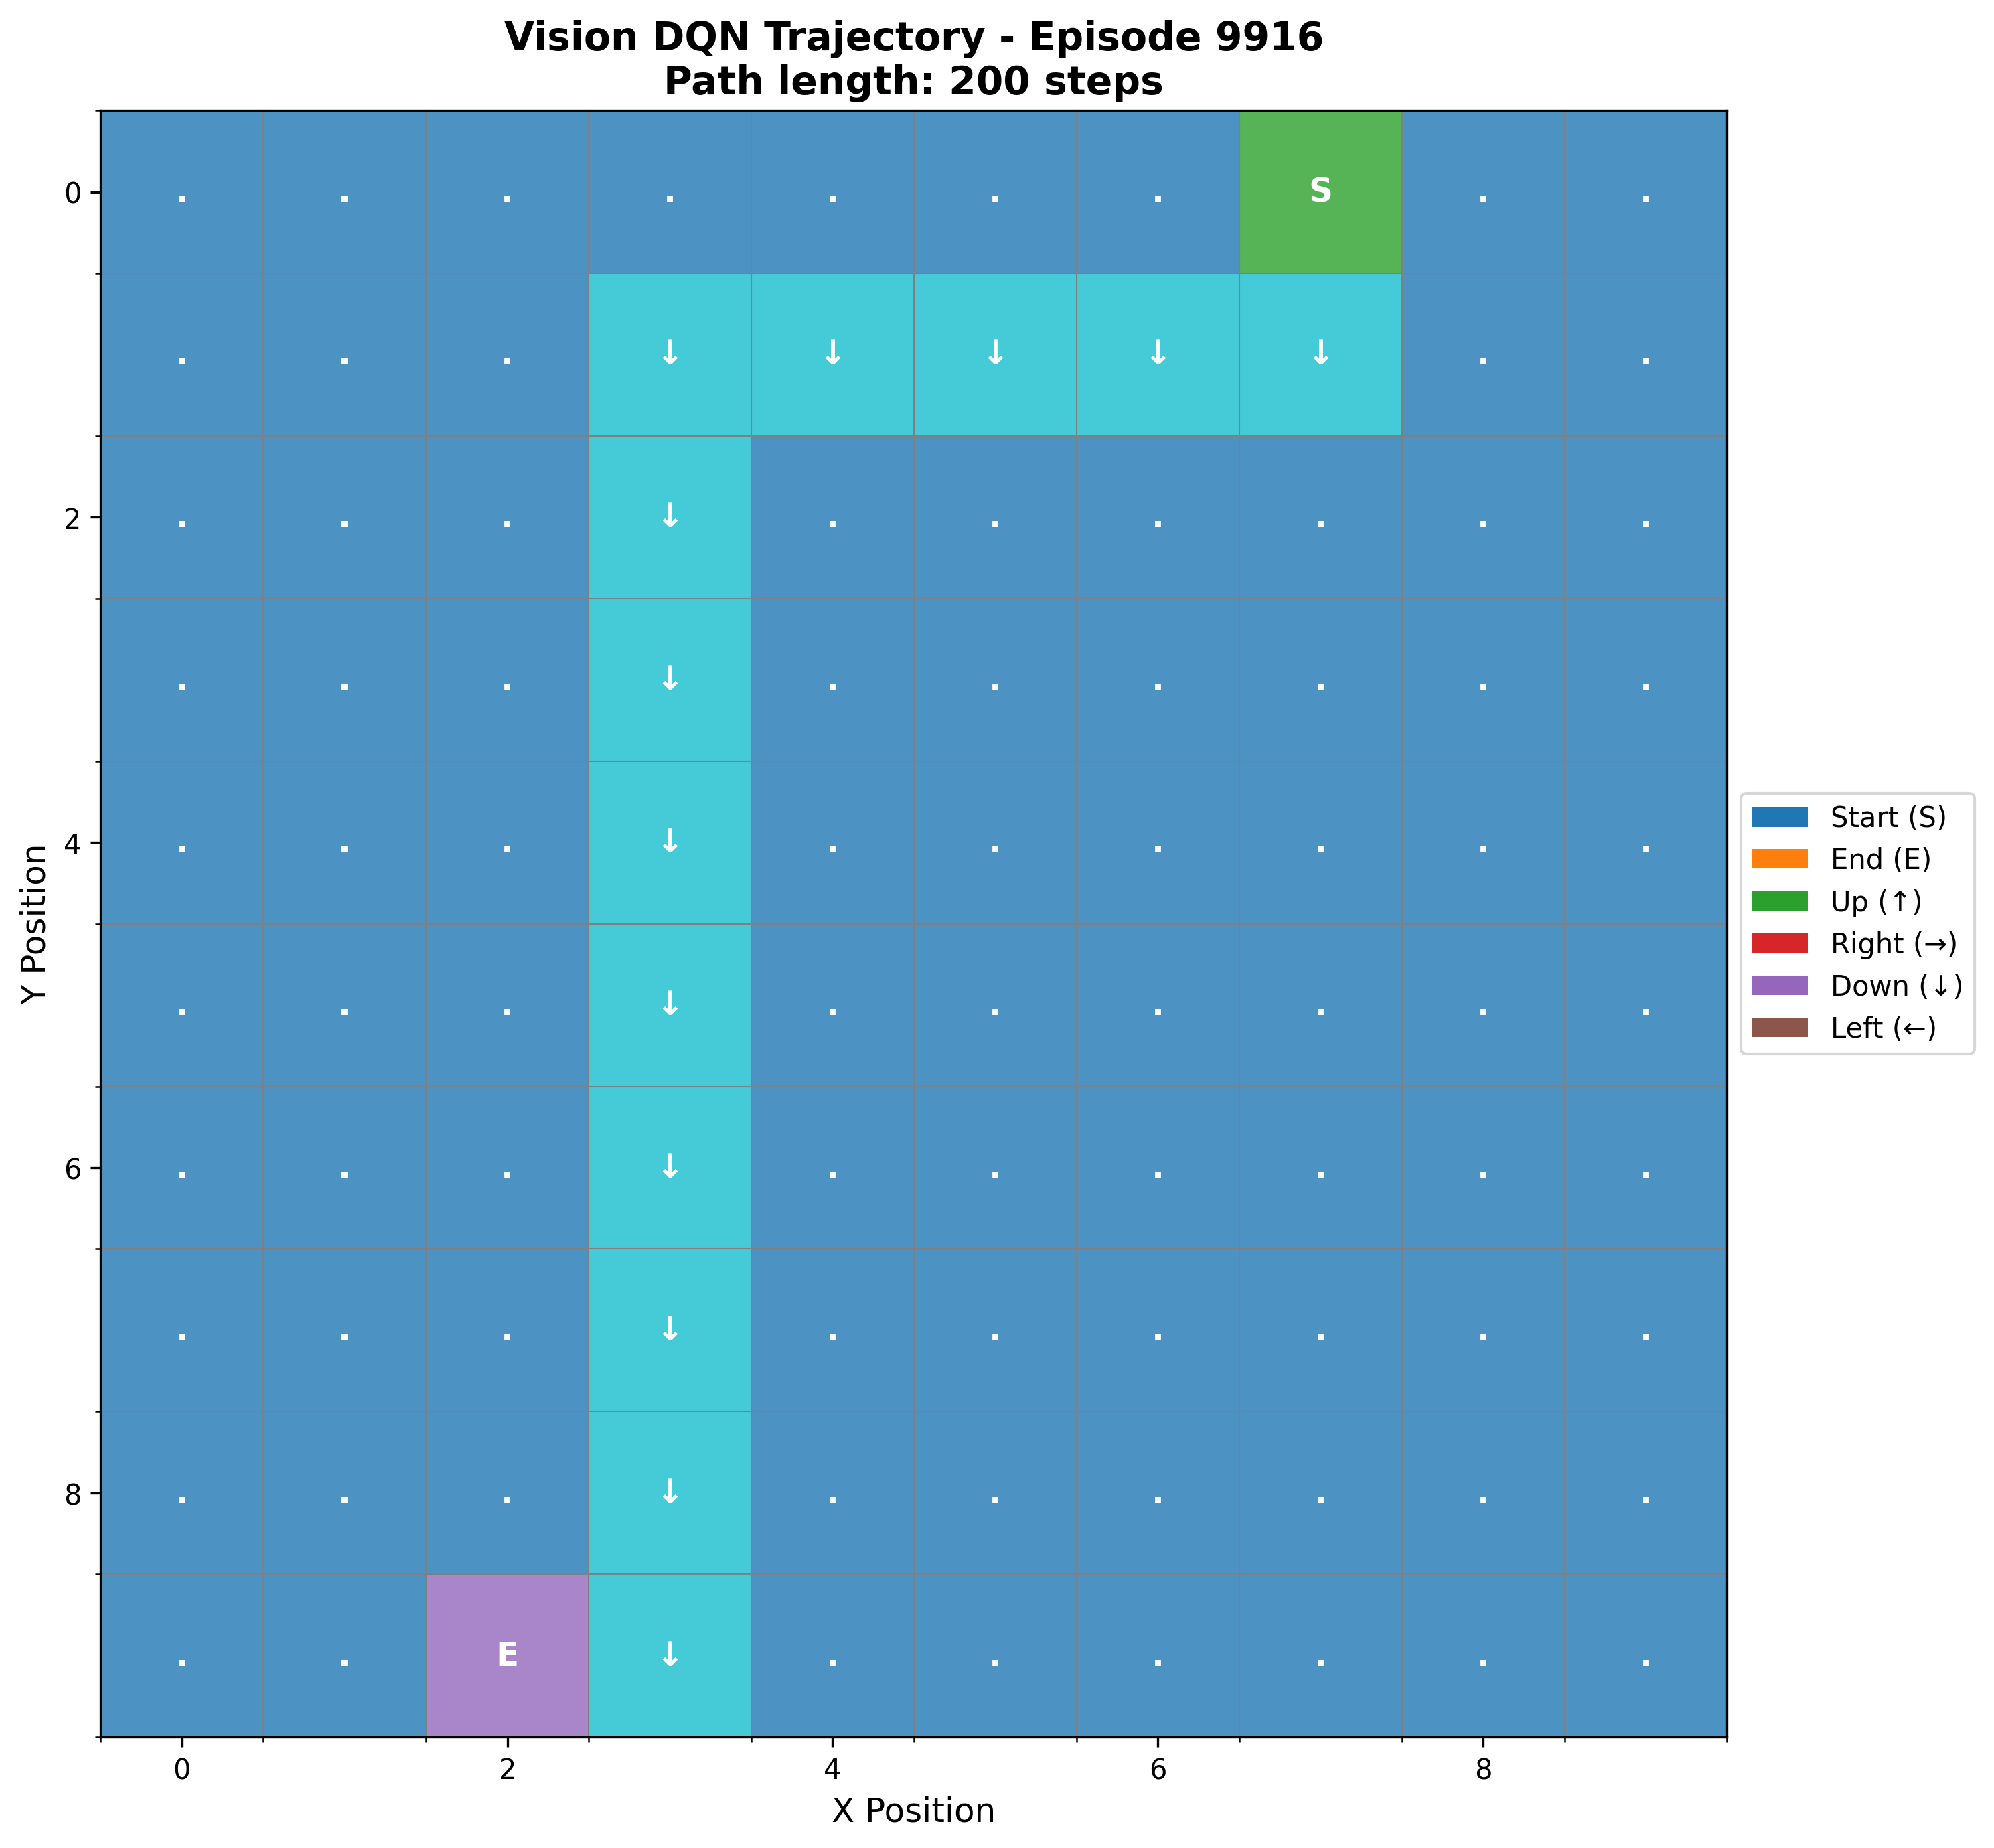 Vision DQN Trajectory - Episode 9916
Path length: 200 steps
0 . . . . . . . S . .
. . . ↓ ↓ ↓ ↓ ↓ . .
2 . . . ↓ . . . . . .
. . . ↓ . . . . . .
4 . . . ↓ . . . . . .
. . . ↓ . . . . . .
6 . . . ↓ . . . . . .
. . . ↓ . . . . . .
8 . . . ↓ . . . . . .
. . E ↓ . . . . . .
0 2 4 6 8
X Position
Y Position
Start (S)
End (E)
Up (↑)
Right (→)
Down (↓)
Left (←)